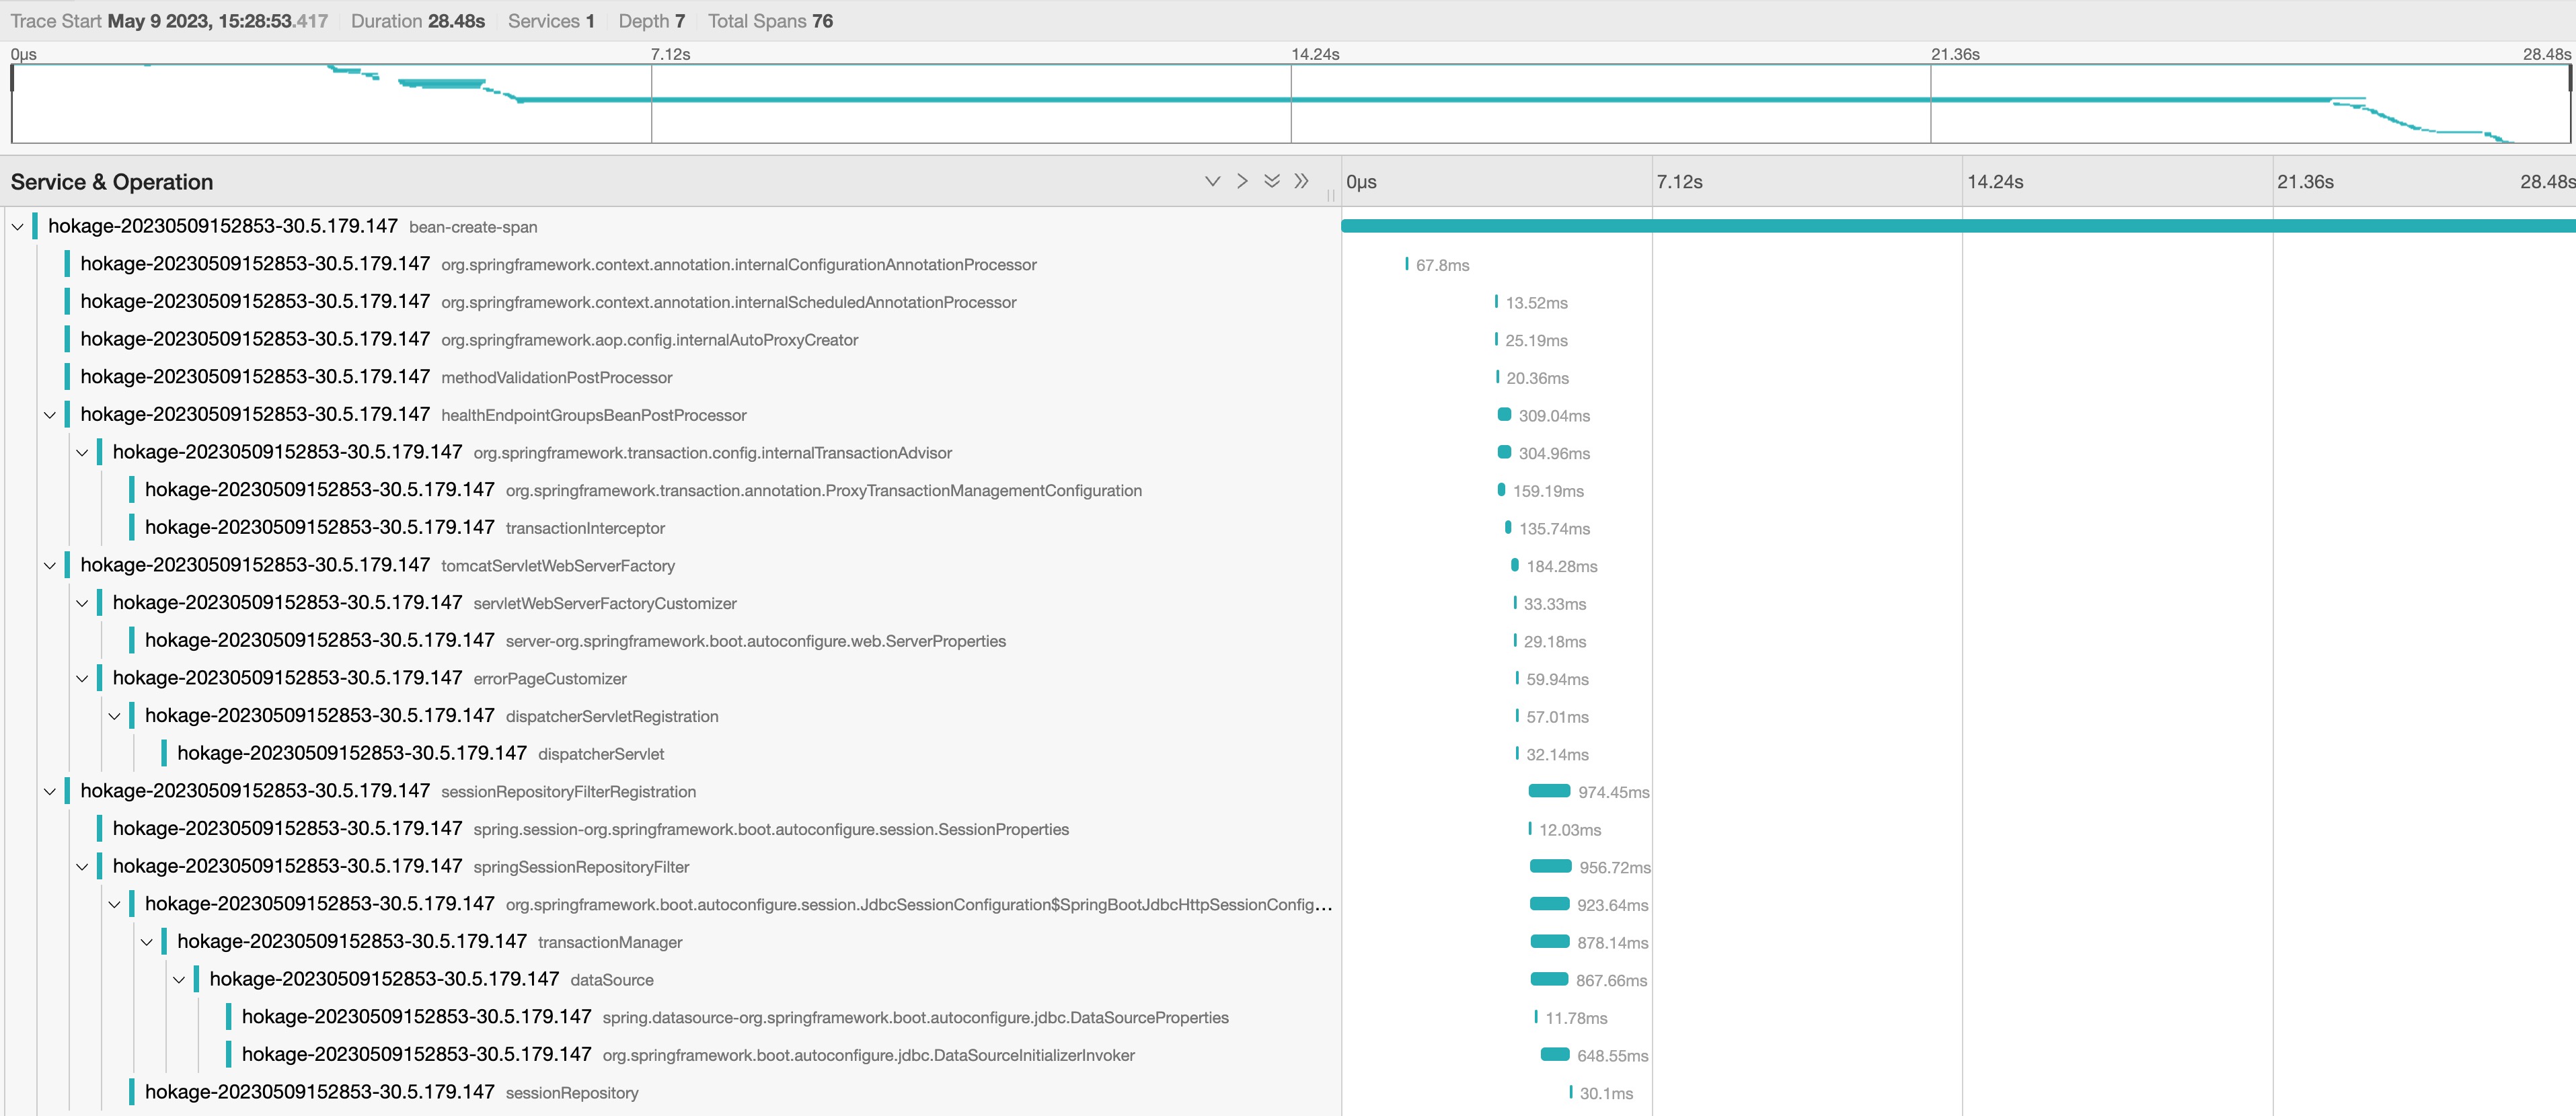 Trace Start May 9 2023, 15:28:53.417 Duration 28.48s Services 1 Depth 7 Total Spans 76
0μs 7.12s 14.24s 21.36s 28.48s
Service & Operation 0μs 7.12s 14.24s 21.36s 28.48s
hokage-20230509152853-30.5.179.147 bean-create-span
hokage-20230509152853-30.5.179.147 org.springframework.context.annotation.internalConfigurationAnnotationProcessor 67.8ms
hokage-20230509152853-30.5.179.147 org.springframework.context.annotation.internalScheduledAnnotationProcessor 13.52ms
hokage-20230509152853-30.5.179.147 org.springframework.aop.config.internalAutoProxyCreator 25.19ms
hokage-20230509152853-30.5.179.147 methodValidationPostProcessor 20.36ms
hokage-20230509152853-30.5.179.147 healthEndpointGroupsBeanPostProcessor 309.04ms
hokage-20230509152853-30.5.179.147 org.springframework.transaction.config.internalTransactionAdvisor 304.96ms
hokage-20230509152853-30.5.179.147 org.springframework.transaction.annotation.ProxyTransactionManagementConfiguration 159.19ms
hokage-20230509152853-30.5.179.147 transactionInterceptor 135.74ms
hokage-20230509152853-30.5.179.147 tomcatServletWebServerFactory 184.28ms
hokage-20230509152853-30.5.179.147 servletWebServerFactoryCustomizer 33.33ms
hokage-20230509152853-30.5.179.147 server-org.springframework.boot.autoconfigure.web.ServerProperties 29.18ms
hokage-20230509152853-30.5.179.147 errorPageCustomizer 59.94ms
hokage-20230509152853-30.5.179.147 dispatcherServletRegistration 57.01ms
hokage-20230509152853-30.5.179.147 dispatcherServlet 32.14ms
hokage-20230509152853-30.5.179.147 sessionRepositoryFilterRegistration 974.45ms
hokage-20230509152853-30.5.179.147 spring.session-org.springframework.boot.autoconfigure.session.SessionProperties 12.03ms
hokage-20230509152853-30.5.179.147 springSessionRepositoryFilter 956.72ms
hokage-20230509152853-30.5.179.147 org.springframework.boot.autoconfigure.session.JdbcSessionConfiguration$SpringBootJdbcHttpSessionConfig... 923.64ms
hokage-20230509152853-30.5.179.147 transactionManager 878.14ms
hokage-20230509152853-30.5.179.147 dataSource 867.66ms
hokage-20230509152853-30.5.179.147 spring.datasource-org.springframework.boot.autoconfigure.jdbc.DataSourceProperties 11.78ms
hokage-20230509152853-30.5.179.147 org.springframework.boot.autoconfigure.jdbc.DataSourceInitializerInvoker 648.55ms
hokage-20230509152853-30.5.179.147 sessionRepository 30.1ms